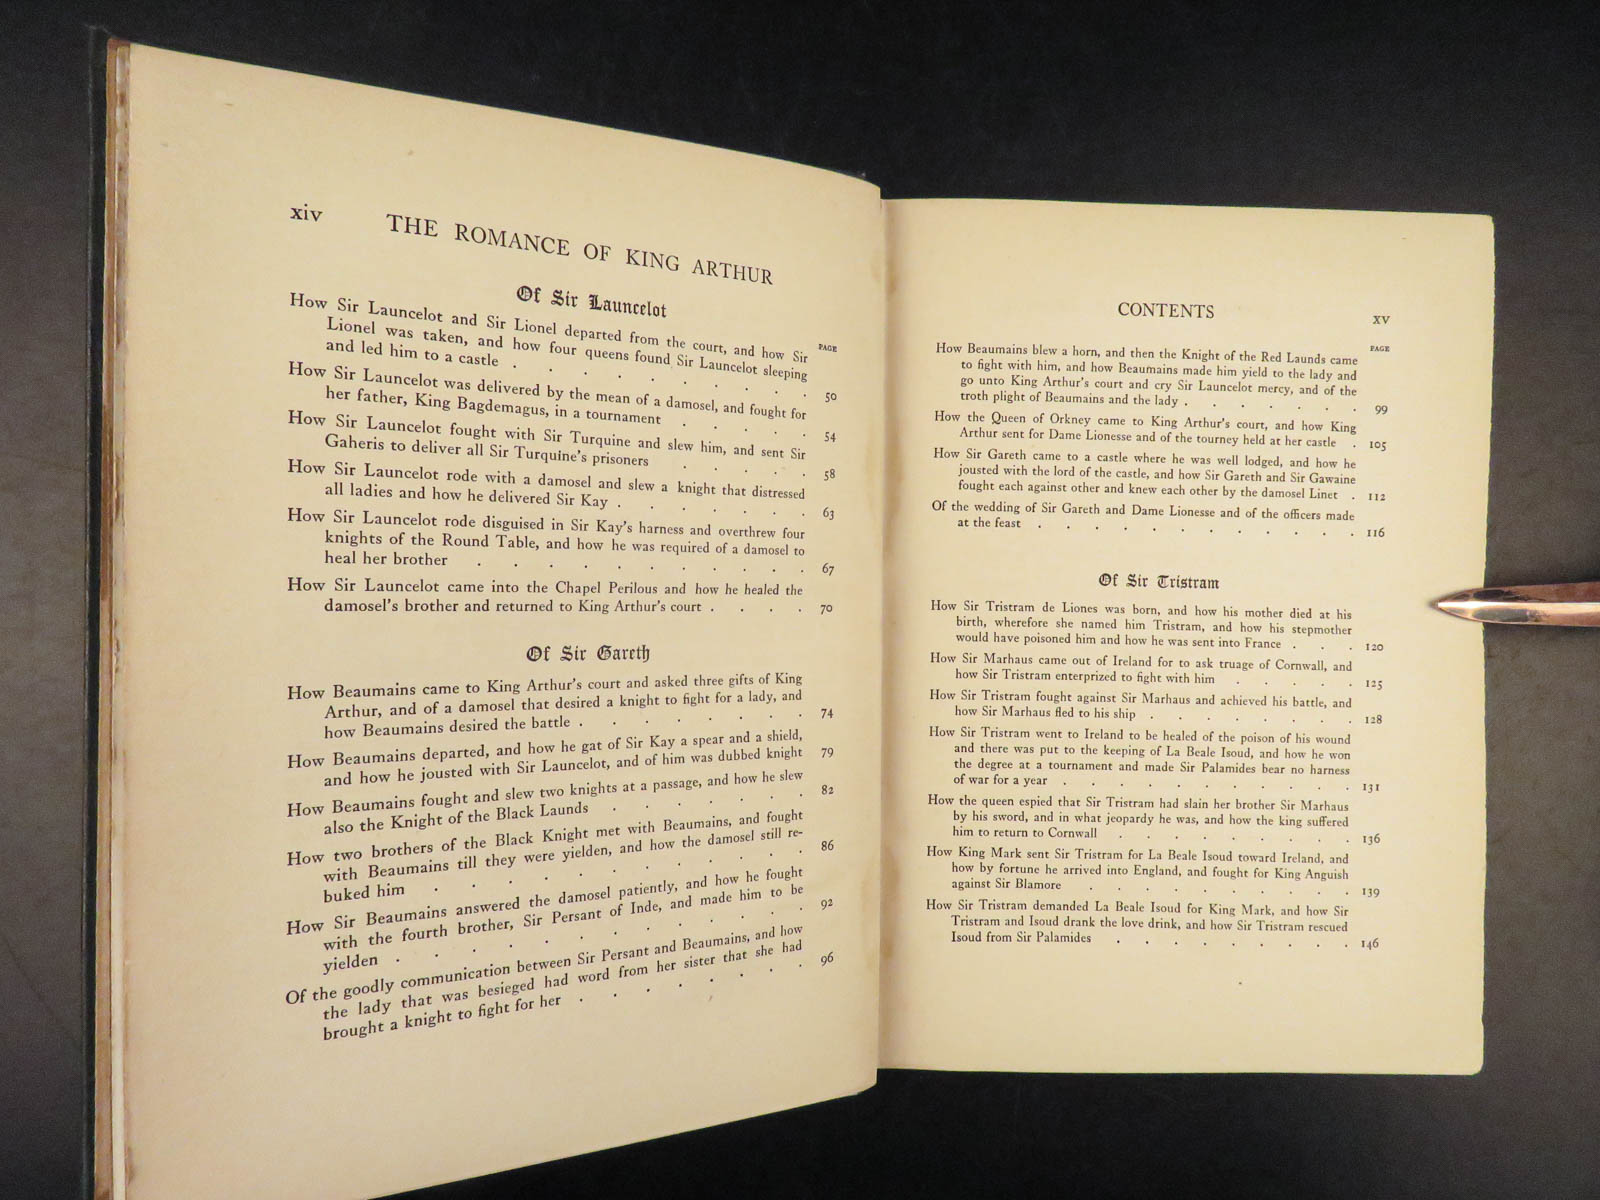 xiv THE ROMANCE OF KING ARTHUR
Of Sir Launcelot
PAGE
How Sir Launcelot and Sir Lionel departed from the court, and how Sir
Lionel was taken, and how four queens found Sir Launcelot sleeping
and led him to a castle . . . . . . . . 50
How Sir Launcelot was delivered by the mean of a damosel, and fought for
her father, King Bagdemagus, in a tournament . . . . . 54
How Sir Launcelot fought with Sir Turquine and slew him, and sent Sir
Gaheris to deliver all Sir Turquine's prisoners . . . . . 58
How Sir Launcelot rode with a damosel and slew a knight that distressed
all ladies and how he delivered Sir Kay . . . . . . . 63
How Sir Launcelot rode disguised in Sir Kay's harness and overthrew four
knights of the Round Table, and how he was required of a damosel to
heal her brother . . . . . . . . . . 67
How Sir Launcelot came into the Chapel Perilous and how he healed the
damosel's brother and returned to King Arthur's court . . . . 70
Of Sir Gareth
How Beaumains came to King Arthur's court and asked three gifts of King
Arthur, and of a damosel that desired a knight to fight for a lady, and
how Beaumains desired the battle . . . . . . . . 74
How Beaumains departed, and how he gat of Sir Kay a spear and a shield,
and how he jousted with Sir Launcelot, and of him was dubbed knight 79
How Beaumains fought and slew two knights at a passage, and how he slew
also the Knight of the Black Launds . . . . . . . 82
How two brothers of the Black Knight met with Beaumains, and fought
with Beaumains till they were yielden, and how the damosel still re-
buked him . . . . . . . . . . . 86
How Sir Beaumains answered the damosel patiently, and how he fought
with the fourth brother, Sir Persant of Inde, and made him to be
yielden . . . . . . . . . . . . 92
Of the goodly communication between Sir Persant and Beaumains, and how
the lady that was besieged had word from her sister that she had
brought a knight to fight for her . . . . . . . . 96
CONTENTS xv
PAGE
How Beaumains blew a horn, and then the Knight of the Red Launds came
to fight with him, and how Beaumains made him yield to the lady and
go unto King Arthur's court and cry Sir Launcelot mercy, and of the
troth plight of Beaumains and the lady . . . . . . . 99
How the Queen of Orkney came to King Arthur's court, and how King
Arthur sent for Dame Lionesse and of the tourney held at her castle . 105
How Sir Gareth came to a castle where he was well lodged, and how he
jousted with the lord of the castle, and how Sir Gareth and Sir Gawaine
fought each against other and knew each other by the damosel Linet . 112
Of the wedding of Sir Gareth and Dame Lionesse and of the officers made
at the feast . . . . . . . . . . . . 116
Of Sir Tristram
How Sir Tristram de Liones was born, and how his mother died at his
birth, wherefore she named him Tristram, and how his stepmother
would have poisoned him and how he was sent into France . . . 120
How Sir Marhaus came out of Ireland for to ask truage of Cornwall, and
how Sir Tristram enterprized to fight with him . . . . . 125
How Sir Tristram fought against Sir Marhaus and achieved his battle, and
how Sir Marhaus fled to his ship . . . . . . . . 128
How Sir Tristram went to Ireland to be healed of the poison of his wound
and there was put to the keeping of La Beale Isoud, and how he won
the degree at a tournament and made Sir Palamides bear no harness
of war for a year . . . . . . . . . . . 131
How the queen espied that Sir Tristram had slain her brother Sir Marhaus
by his sword, and in what jeopardy he was, and how the king suffered
him to return to Cornwall . . . . . . . . . 136
How King Mark sent Sir Tristram for La Beale Isoud toward Ireland, and
how by fortune he arrived into England, and fought for King Anguish
against Sir Blamore . . . . . . . . . . 139
How Sir Tristram demanded La Beale Isoud for King Mark, and how Sir
Tristram and Isoud drank the love drink, and how Sir Tristram rescued
Isoud from Sir Palamides . . . . . . . . . 146